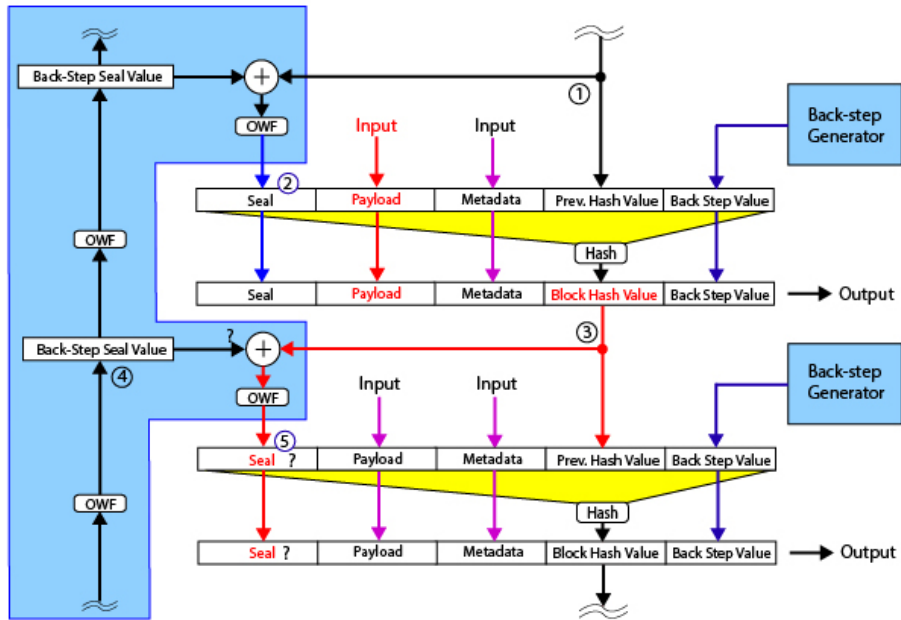 Back-Step Seal Value
+
①
OWF
Input
Input
Back-step
Generator
②
Seal
Payload
Metadata
Prev. Hash Value
Back Step Value
OWF
Hash
Seal
Payload
Metadata
Block Hash Value
Back Step Value
Output
③
?
Back-Step Seal Value
+
④
OWF
Input
Input
Back-step
Generator
⑤
Seal ?
Payload
Metadata
Prev. Hash Value
Back Step Value
OWF
Hash
Seal ?
Payload
Metadata
Block Hash Value
Back Step Value
Output